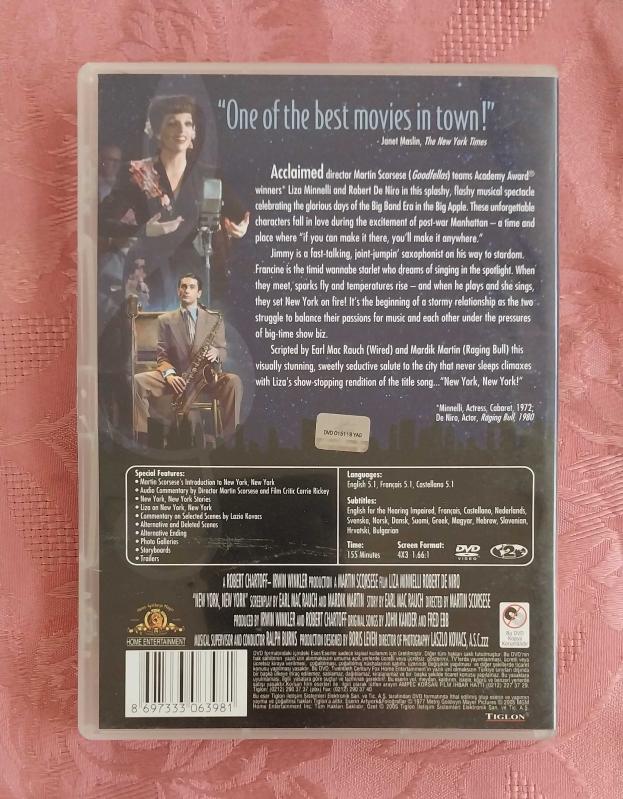 “One of the best movies in town!”
- Janet Maslin, The New York Times
Acclaimed director Martin Scorsese (Goodfellas) teams Academy Award®
winners* Liza Minnelli and Robert De Niro in this splashy, flashy musical spectacle
celebrating the glorious days of the Big Band Era in the Big Apple. These unforgettable
characters fall in love during the excitement of post-war Manhattan – a time and
place where “if you can make it there, you’ll make it anywhere.”
Jimmy is a fast-talking, joint-jumpin’ saxophonist on his way to stardom.
Francine is the timid wannabe starlet who dreams of singing in the spotlight. When
they meet, sparks fly and temperatures rise – and when he plays and she sings,
they set New York on fire! It’s the beginning of a stormy relationship as the two
struggle to balance their passions for music and each other under the pressures
of big-time show biz.
Scripted by Earl Mac Rauch (Wired) and Mardik Martin (Raging Bull) this
visually stunning, sweetly seductive salute to the city that never sleeps climaxes
with Liza’s show-stopping rendition of the title song...“New York, New York!”
*Minnelli, Actress, Cabaret, 1972;
De Niro, Actor, Raging Bull, 1980
Special Features:
• Martin Scorsese's Introduction to New York, New York
• Audio Commentary by Director Martin Scorsese and Film Critic Carrie Rickey
• New York, New York Stories
• Liza on New York, New York
• Commentary on Selected Scenes by Lazlo Kovacs
• Alternative and Deleted Scenes
• Alternative Ending
• Photo Galleries
• Storyboards
• Trailers
Languages:
English 5.1, Français 5.1, Castellano 5.1
Subtitles:
English for the Hearing Impaired, Français, Castellano, Nederlands,
Svenska, Norsk, Dansk, Suomi, Greek, Magyar, Hebrew, Slovenian,
Hrvatski, Bulgarian
Time: Screen Format:
155 Minutes 4X3 1.66:1
DVD VIDEO
2
A ROBERT CHARTOFF- IRWIN WINKLER PRODUCTION A MARTIN SCORSESE FILM LIZA MINNELLI ROBERT DE NIRO
"NEW YORK, NEW YORK" SCREENPLAY BY EARL MAC RAUCH AND MARDIK MARTIN STORY BY EARL MAC RAUCH DIRECTED BY MARTIN SCORSESE
PRODUCED BY IRWIN WINKLER AND ROBERT CHARTOFF ORIGINAL SONGS BY JOHN KANDER AND FRED EBB
MUSICAL SUPERVISOR AND CONDUCTOR RALPH BURNS PRODUCTION DESIGNED BY BORIS LEVEN DIRECTOR OF PHOTOGRAPHY LASZLO KOVACS, A.S.C.
HOME ENTERTAINMENT
Bu DVD
Kopya
Korumalıdır
8 697333 063981
TIGLON